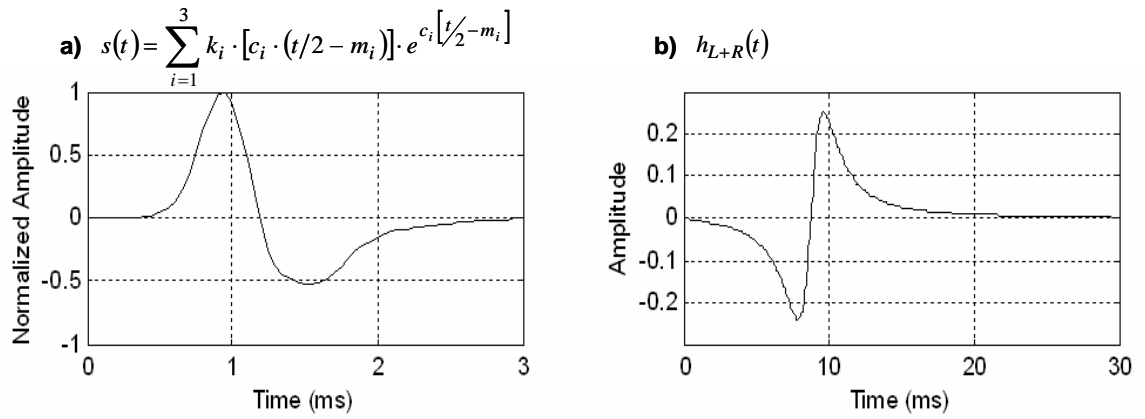 a) s(t) = \sum_{i=1}^{3} k_i · [c_i · (t/2 − m_i)] · e^{c_i[t/2 − m_i]}
b) h_{L+R}(t)
Normalized Amplitude
1
0.5
0
-0.5
-1
0 1 2 3
Time (ms)
Amplitude
0.2
0.1
0
-0.1
-0.2
0 10 20 30
Time (ms)